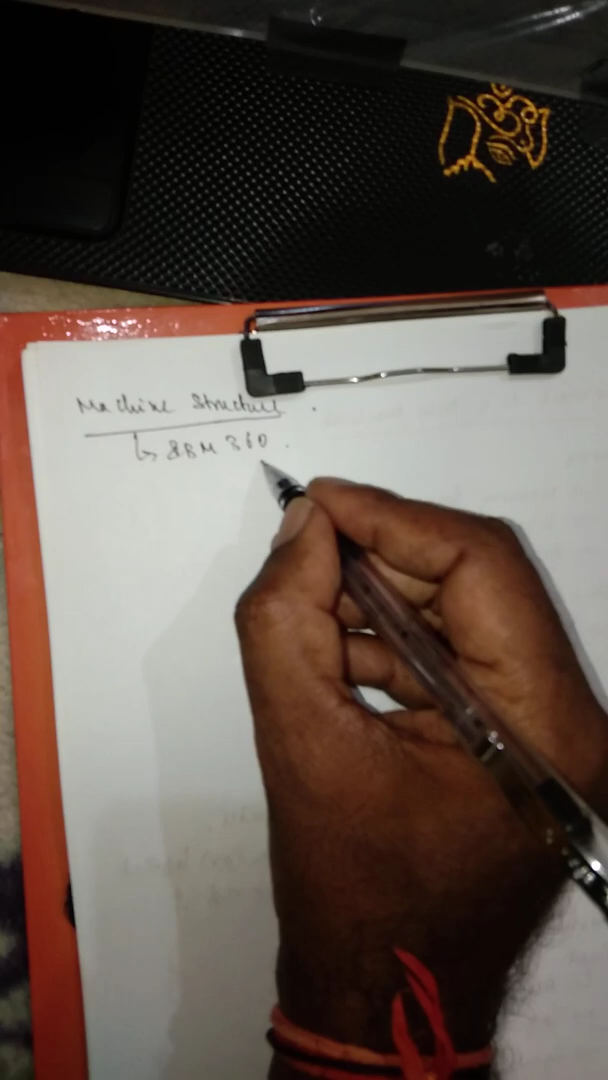 Machine Structure .
↳ IBM 360 .